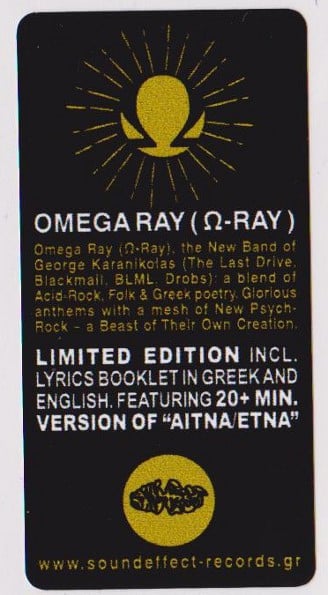 OMEGA RAY ( Ω-RAY )
Omega Ray (Ω-Ray), the New Band of
George Karanikolas (The Last Drive,
Blackmail, BLML, Drobs): a blend of
Acid-Rock, Folk & Greek poetry. Glorious
anthems with a mesh of New Psych-
Rock – a Beast of Their Own Creation.
LIMITED EDITION INCL.
LYRICS BOOKLET IN GREEK AND
ENGLISH, FEATURING 20+ MIN.
VERSION OF “AITNA/ETNA”
www.soundeffect-records.gr